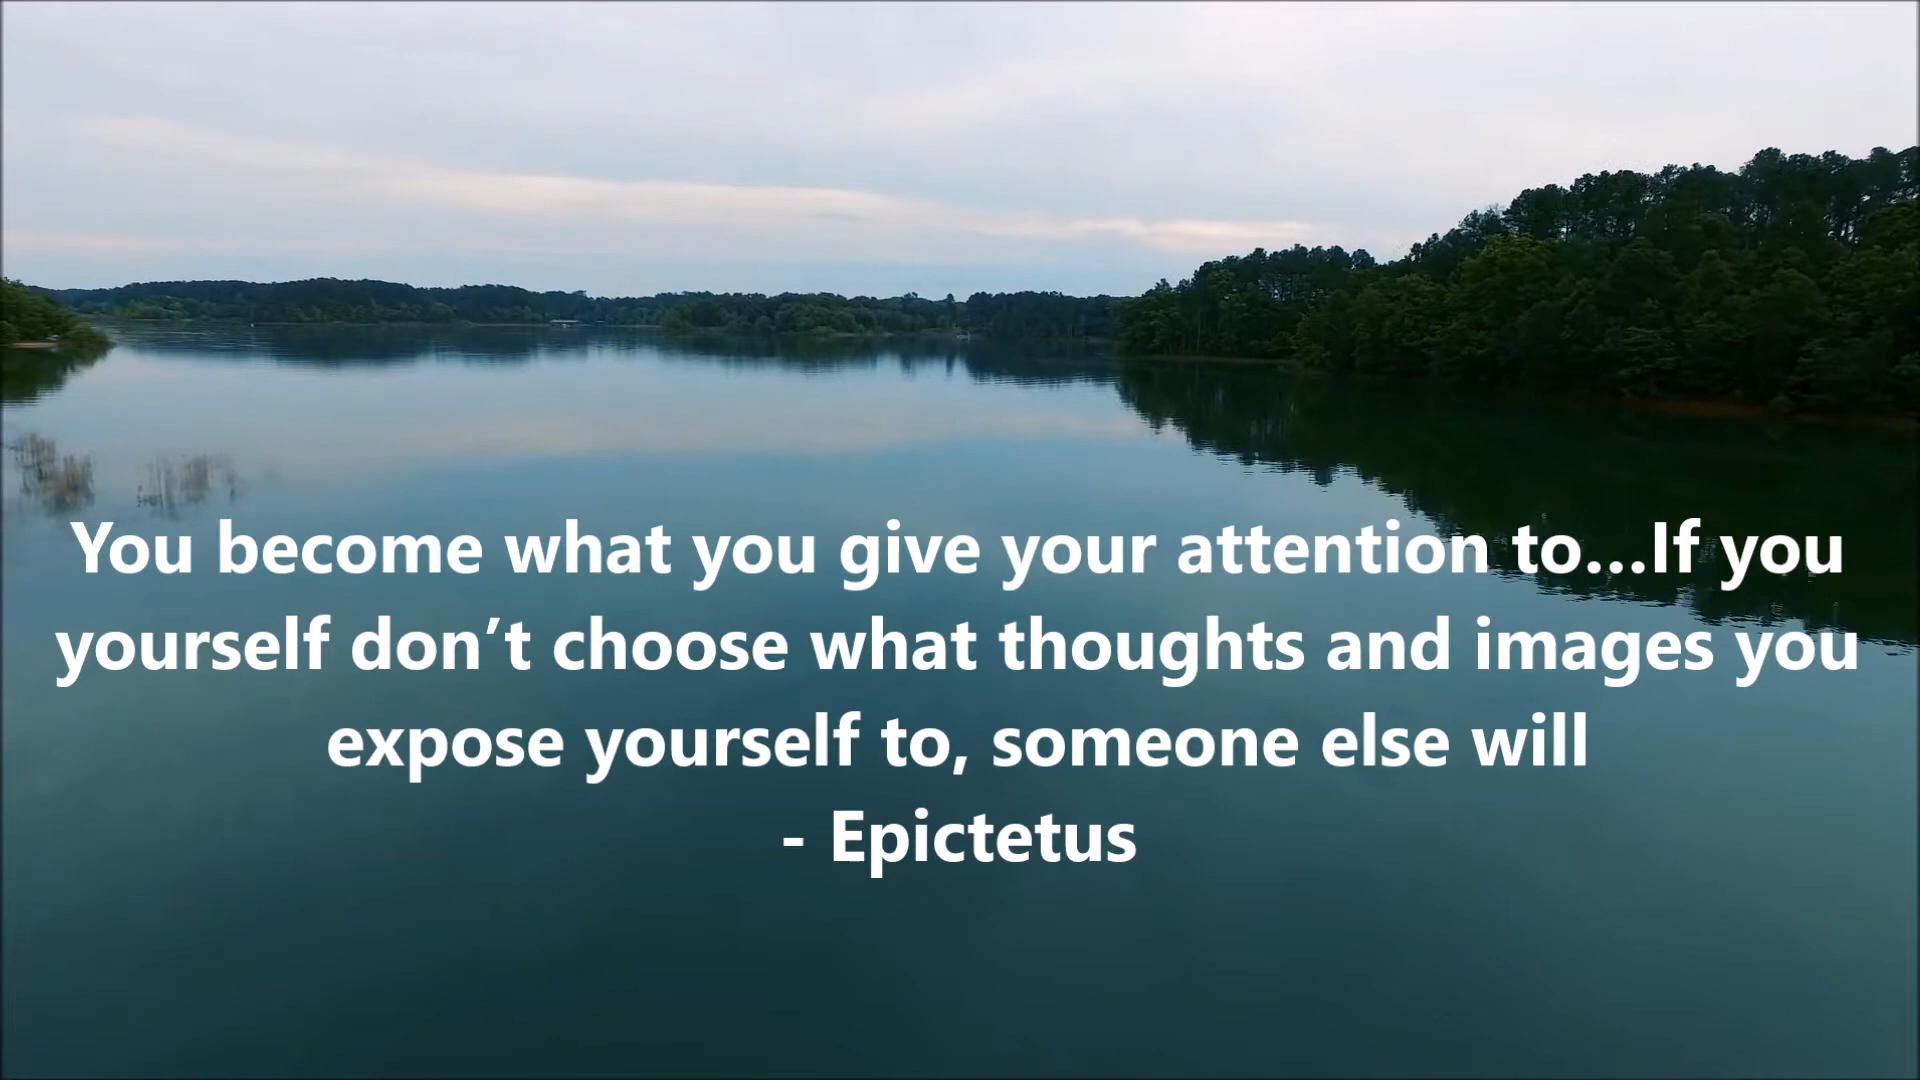 You become what you give your attention to...If you
yourself don’t choose what thoughts and images you
expose yourself to, someone else will
- Epictetus